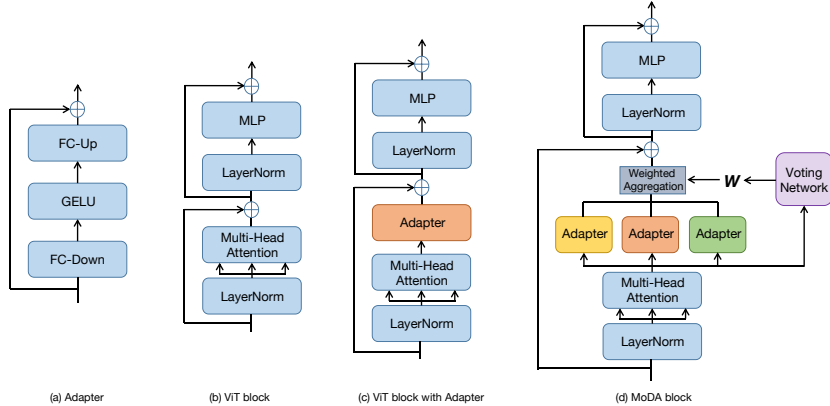 FC-Up
GELU
FC-Down
(a) Adapter
MLP
LayerNorm
Multi-Head
Attention
LayerNorm
(b) ViT block
MLP
LayerNorm
Adapter
Multi-Head
Attention
LayerNorm
(c) ViT block with Adapter
MLP
LayerNorm
Weighted
Aggregation
W
Voting
Network
Adapter
Adapter
Adapter
Multi-Head
Attention
LayerNorm
(d) MoDA block